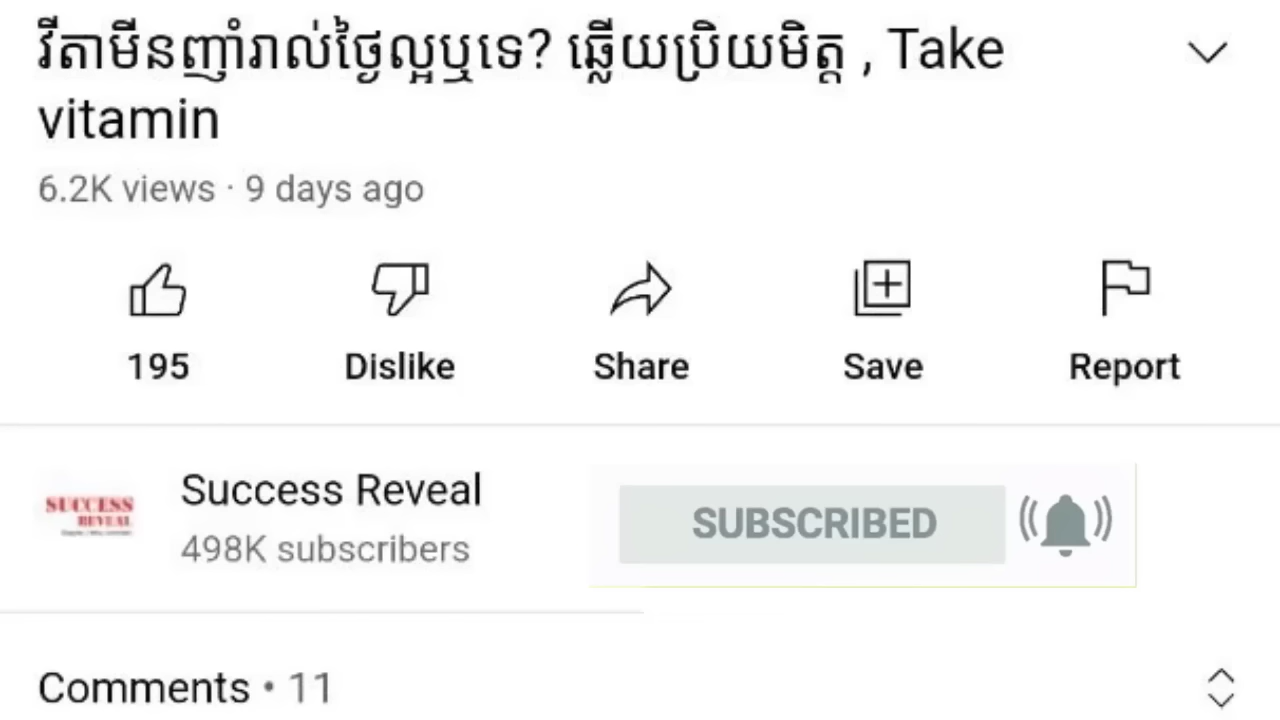 វីតាមីនញ៉ាំរាល់ថ្ងៃល្អឬទេ? ឆ្លើយប្រិយមិត្ត , Take
vitamin
6.2K views · 9 days ago
195 Dislike Share Save Report
SUCCESS
REVEAL
Success Reveal
498K subscribers
SUBSCRIBED
Comments • 11